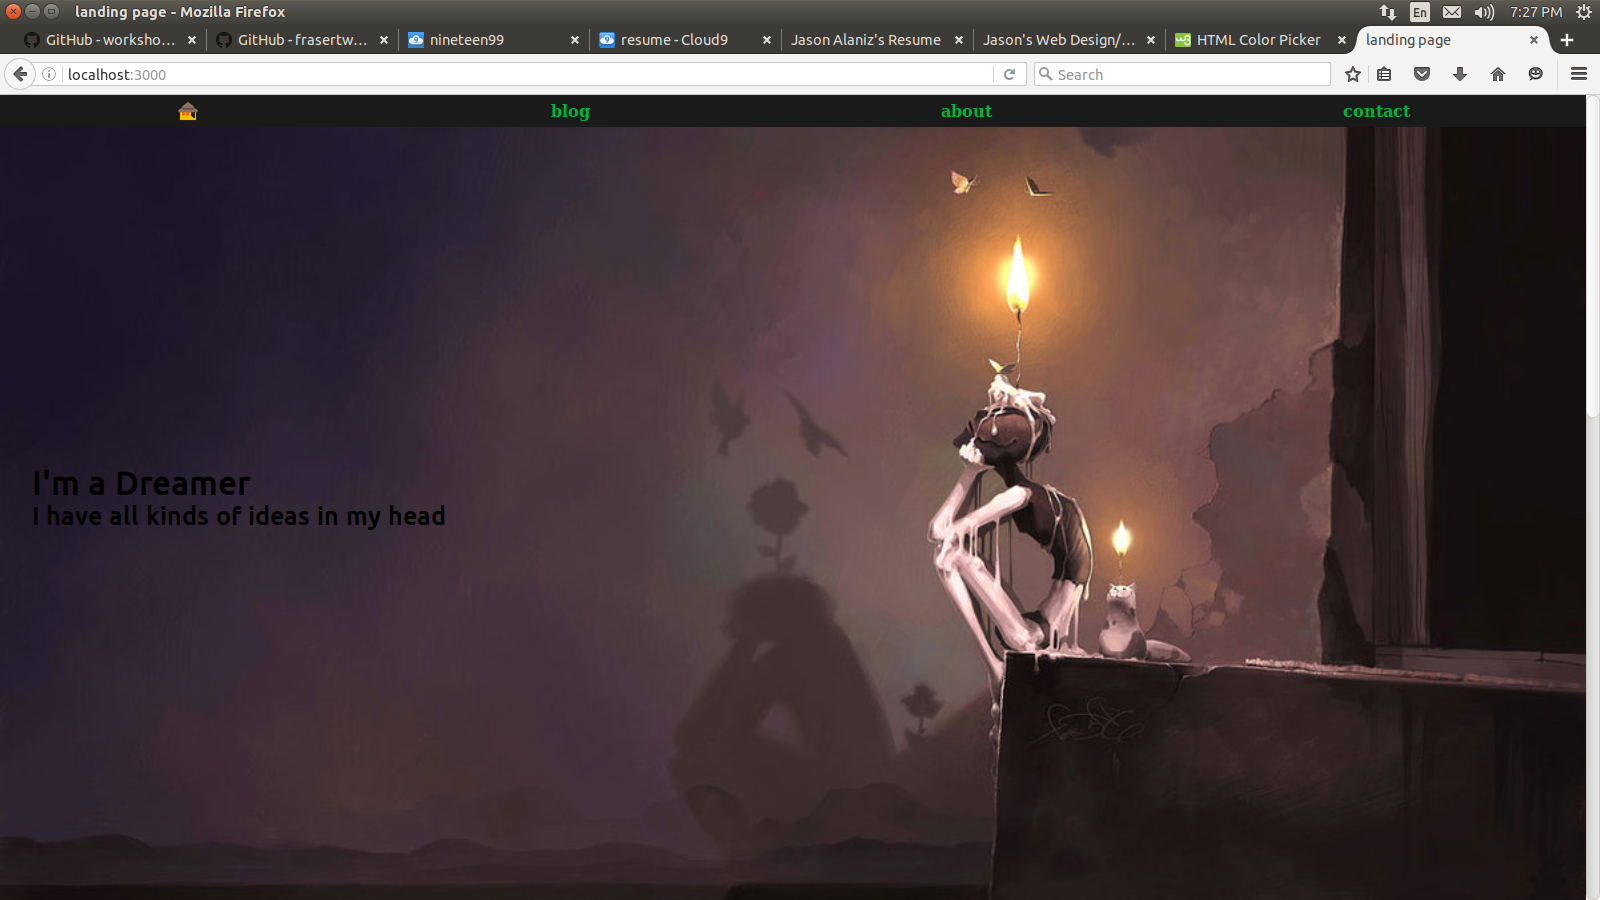 landing page - Mozilla Firefox
En
7:27 PM
GitHub - worksho...
GitHub - frasertw...
nineteen99
resume - Cloud9
Jason Alaniz's Resume
Jason's Web Design/...
HTML Color Picker
landing page
localhost:3000
Search
blog
about
contact
I'm a Dreamer
I have all kinds of ideas in my head